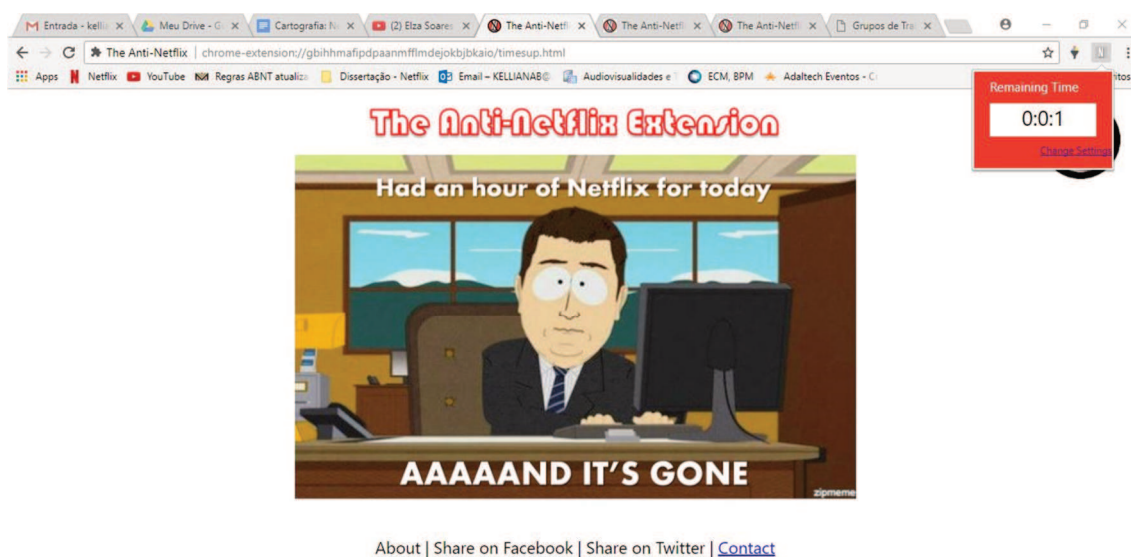 Entrada - kellia Meu Drive - G Cartografia: N (2) Elza Soares The Anti-Netfl The Anti-Netfl The Anti-Netfl Grupos de Tra
The Anti-Netflix | chrome-extension://gbihhmafipdpaanmfflmdejokbjbkaio/timesup.html
Apps Netflix YouTube Regras ABNT atualiza Dissertação - Netflix Email – KELLIANAB@ Audiovisualidades e ECM, BPM Adaltech Eventos - C
Remaining Time
0:0:1
Change Settings
The Anti-Netflix Extension
Had an hour of Netflix for today
AAAAAND IT'S GONE
zipmeme
About | Share on Facebook | Share on Twitter | Contact